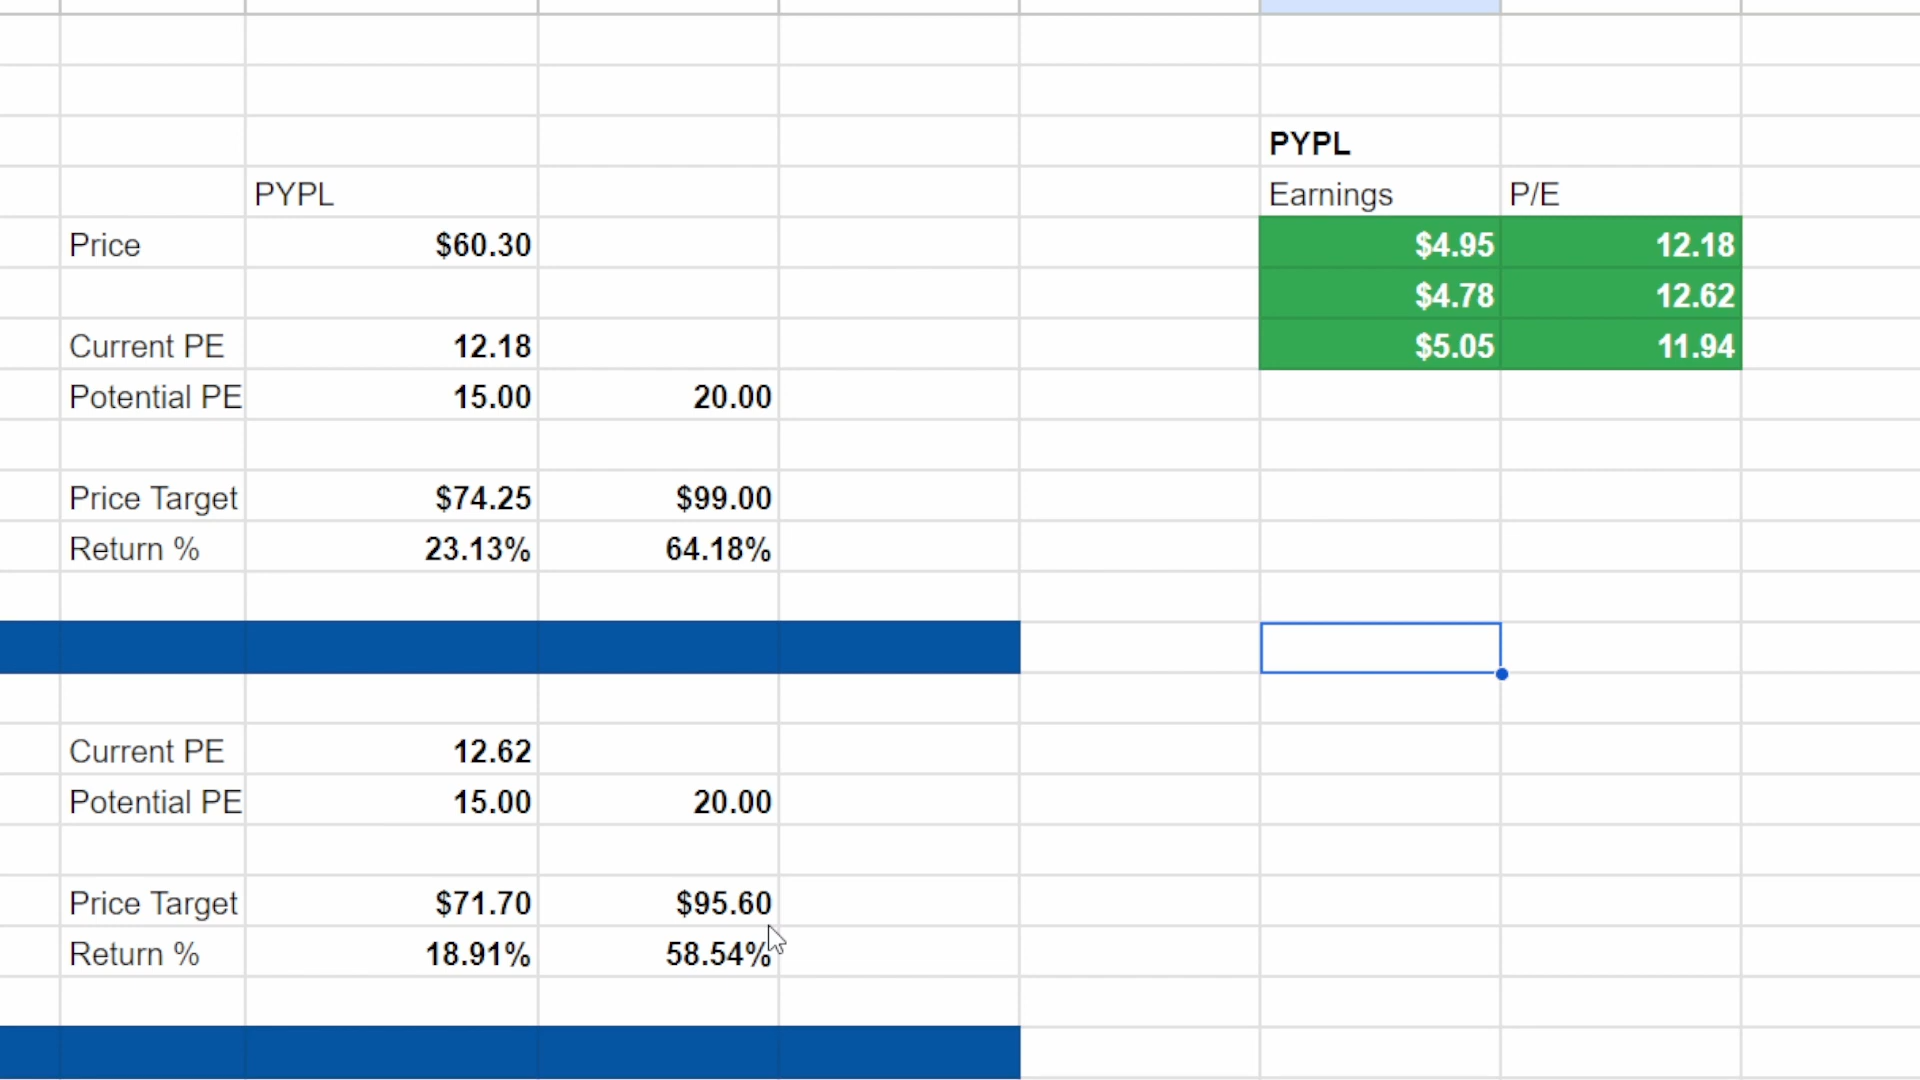 PYPL
PYPL Earnings P/E
Price $60.30 $4.95 12.18
$4.78 12.62
Current PE 12.18 $5.05 11.94
Potential PE 15.00 20.00
Price Target $74.25 $99.00
Return % 23.13% 64.18%
Current PE 12.62
Potential PE 15.00 20.00
Price Target $71.70 $95.60
Return % 18.91% 58.54%